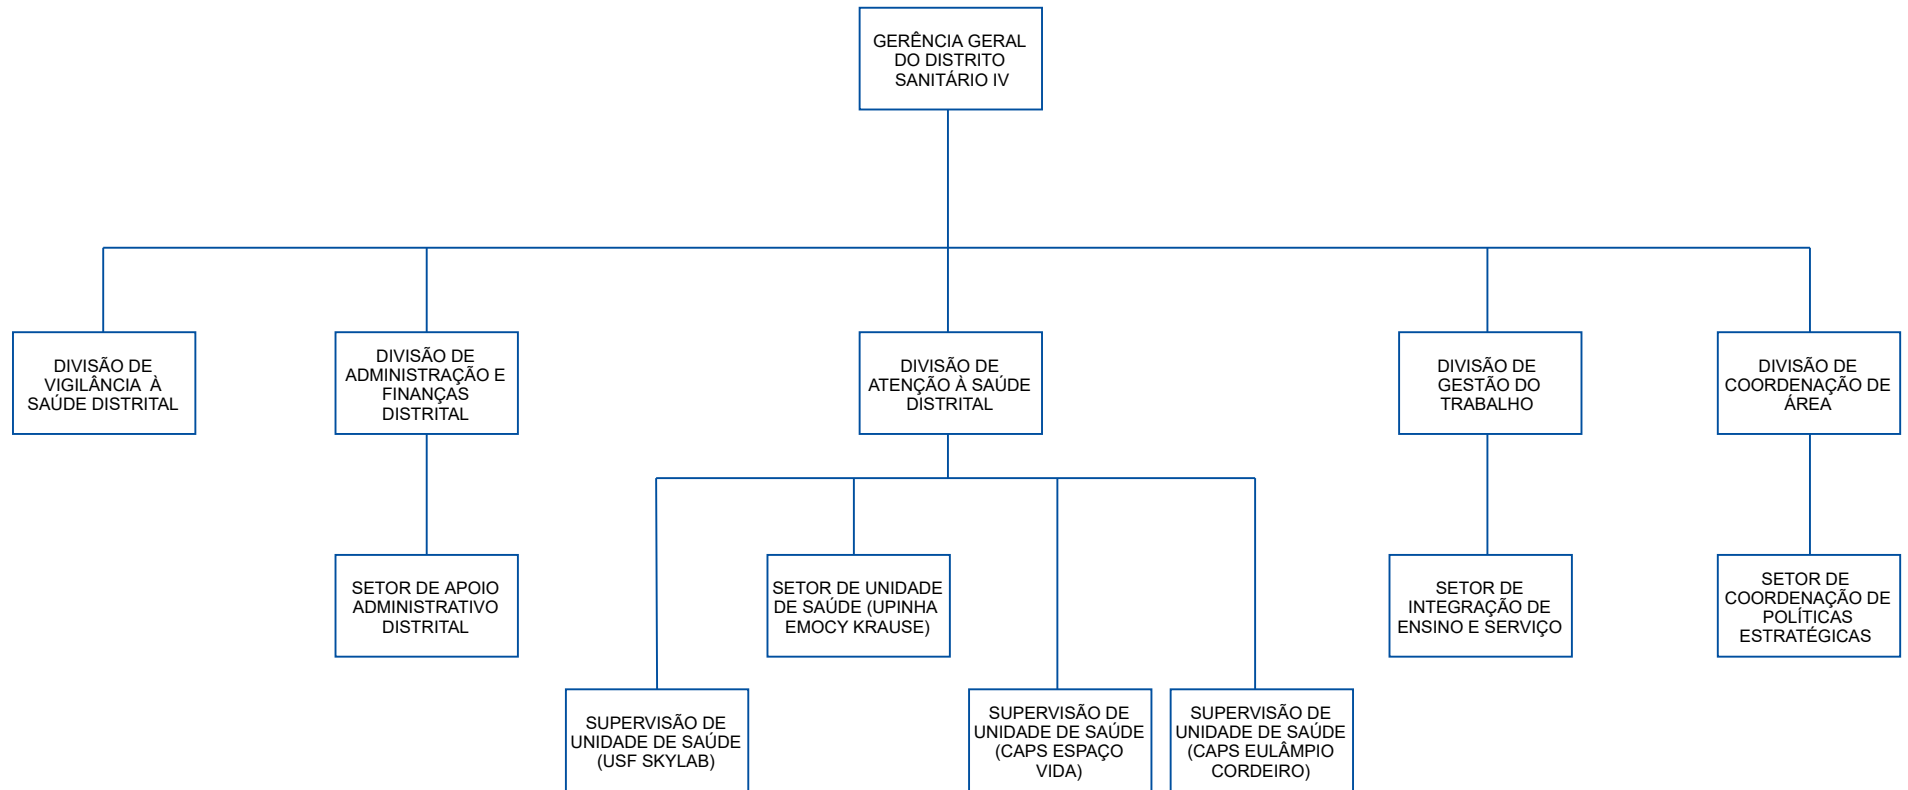 GERÊNCIA GERAL
DO DISTRITO
SANITÁRIO IV
DIVISÃO DE
VIGILÂNCIA À
SAÚDE DISTRITAL
DIVISÃO DE
ADMINISTRAÇÃO E
FINANÇAS
DISTRITAL
DIVISÃO DE
ATENÇÃO À SAÚDE
DISTRITAL
DIVISÃO DE
GESTÃO DO
TRABALHO
DIVISÃO DE
COORDENAÇÃO DE
ÁREA
SETOR DE APOIO
ADMINISTRATIVO
DISTRITAL
SETOR DE UNIDADE
DE SAÚDE (UPINHA
EMOCY KRAUSE)
SETOR DE
INTEGRAÇÃO DE
ENSINO E SERVIÇO
SETOR DE
COORDENAÇÃO DE
POLÍTICAS
ESTRATÉGICAS
SUPERVISÃO DE
UNIDADE DE SAÚDE
(USF SKYLAB)
SUPERVISÃO DE
UNIDADE DE SAÚDE
(CAPS ESPAÇO
VIDA)
SUPERVISÃO DE
UNIDADE DE SAÚDE
(CAPS EULÂMPIO
CORDEIRO)